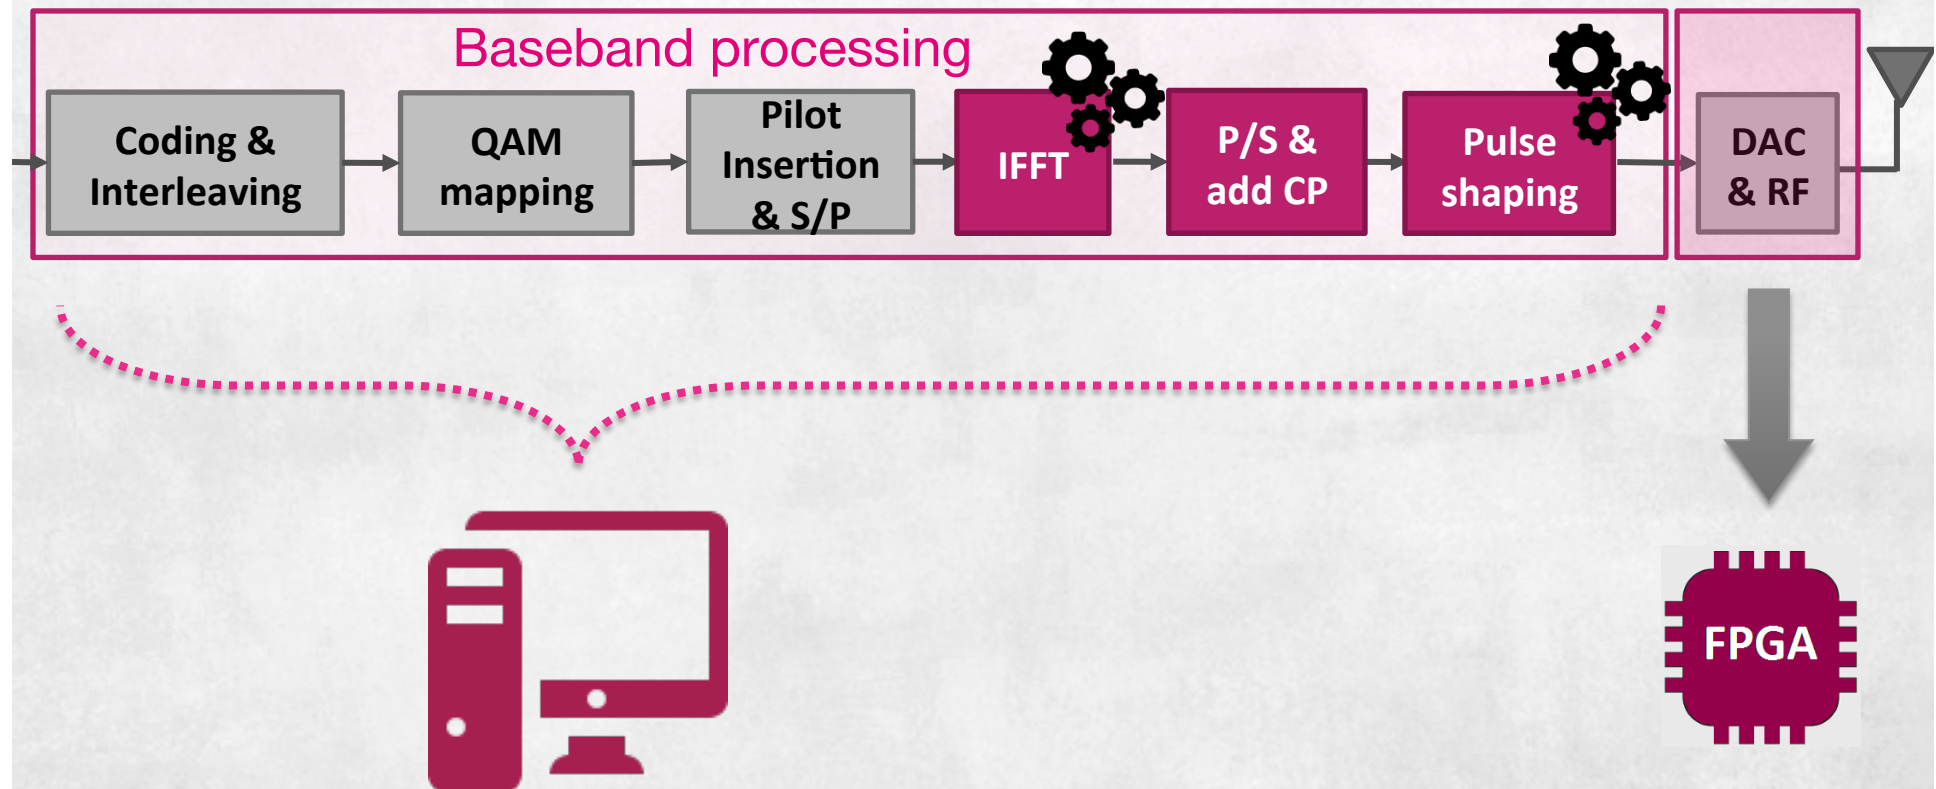 Baseband processing
Coding &
Interleaving
QAM
mapping
Pilot
Insertion
& S/P
IFFT
P/S &
add CP
Pulse
shaping
DAC
& RF
FPGA